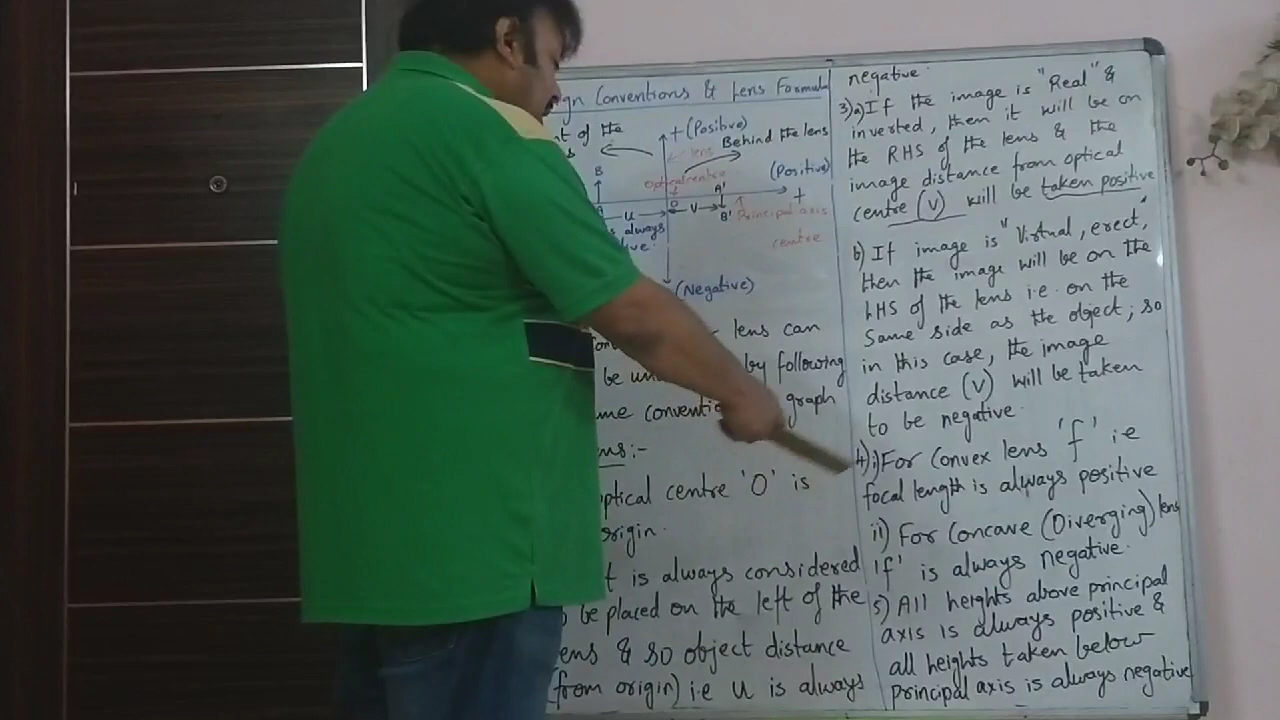 Conventions & Lens Formula
of the
+ (Positive)
lens
Behind the lens
B
(Positive)
Optical centre
A'
+
O
u
v
B'
Principal axis
always
centre
(Negative)
lens can
be by following
graph
:-
optical centre 'O' is
origin.
is always considered
be placed on the left of the
lens & so object distance
(from origin) i.e u is always
negative.
3)a) If the image is "Real" &
inverted, then it will be on
the RHS of the lens & the
image distance from optical
centre (v) will be taken positive
b) If image is "Virtual, erect,"
then the image will be on the
LHS of the lens i.e. on the
Same side as the object; so
in this case, the image
distance (v) will be taken
to be negative.
4)i) For Convex lens 'f' i.e
focal length is always positive
ii) For Concave (Diverging) lens
'f' is always negative.
5) All heights above principal
axis is always positive &
all heights taken below
principal axis is always negative